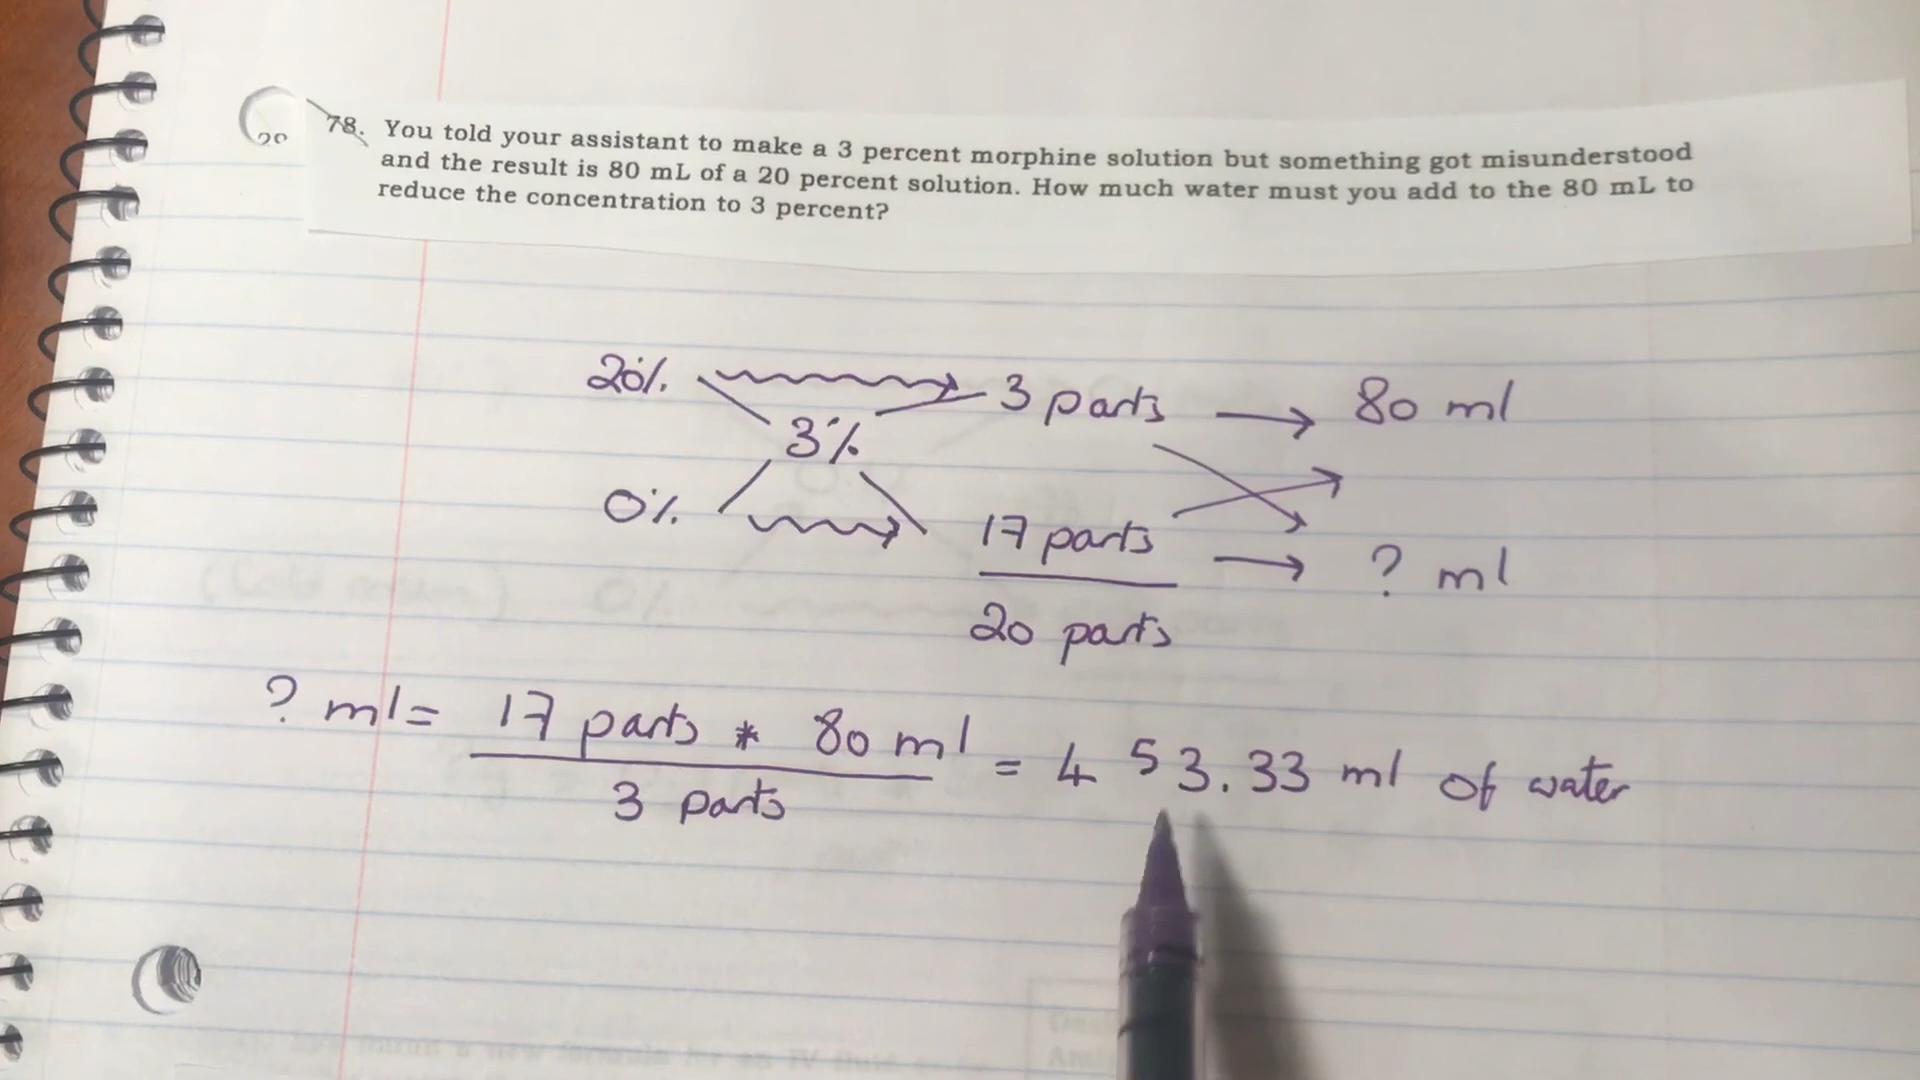 78. You told your assistant to make a 3 percent morphine solution but something got misunderstood
and the result is 80 mL of a 20 percent solution. How much water must you add to the 80 mL to
reduce the concentration to 3 percent?
20% 3 parts → 80 ml
3%
0% 17 parts → ? ml
20 parts
? ml = 17 parts * 80 ml = 453.33 ml of water
3 parts